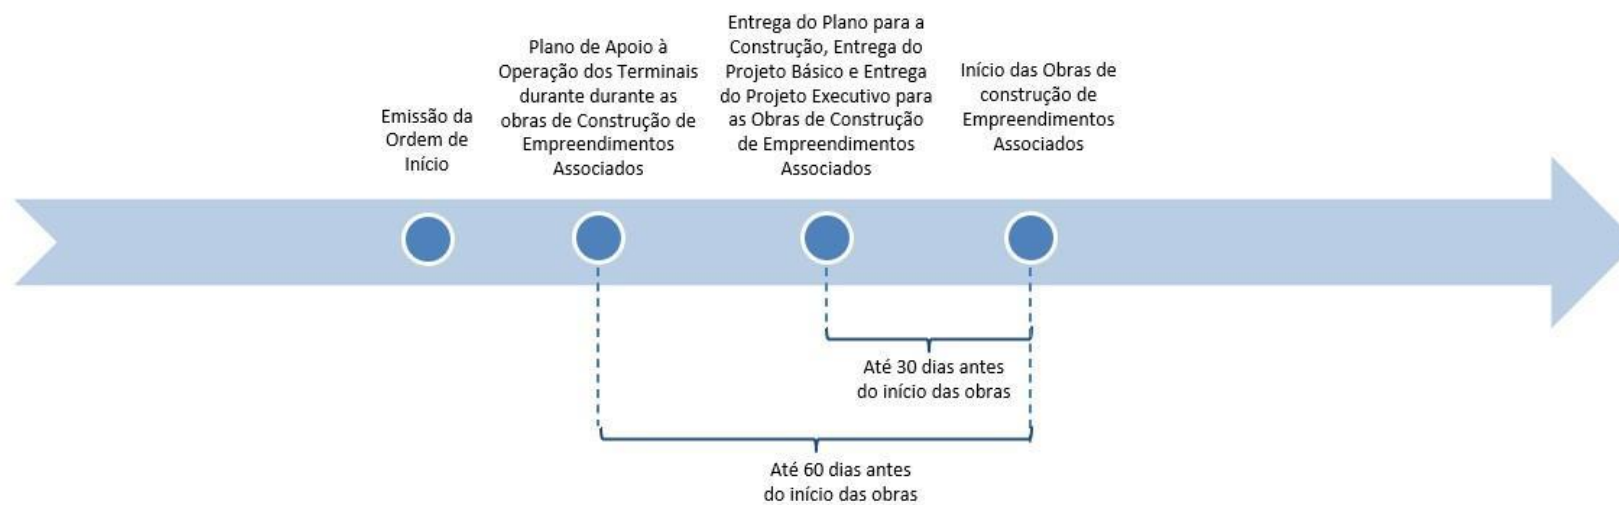 Emissão da
Ordem de
Início
Plano de Apoio à
Operação dos Terminais
durante durante as
obras de Construção de
Empreendimentos
Associados
Entrega do Plano para a
Construção, Entrega do
Projeto Básico e Entrega
do Projeto Executivo para
as Obras de Construção
de Empreendimentos
Associados
Início das Obras de
construção de
Empreendimentos
Associados
Até 30 dias antes
do início das obras
Até 60 dias antes
do início das obras